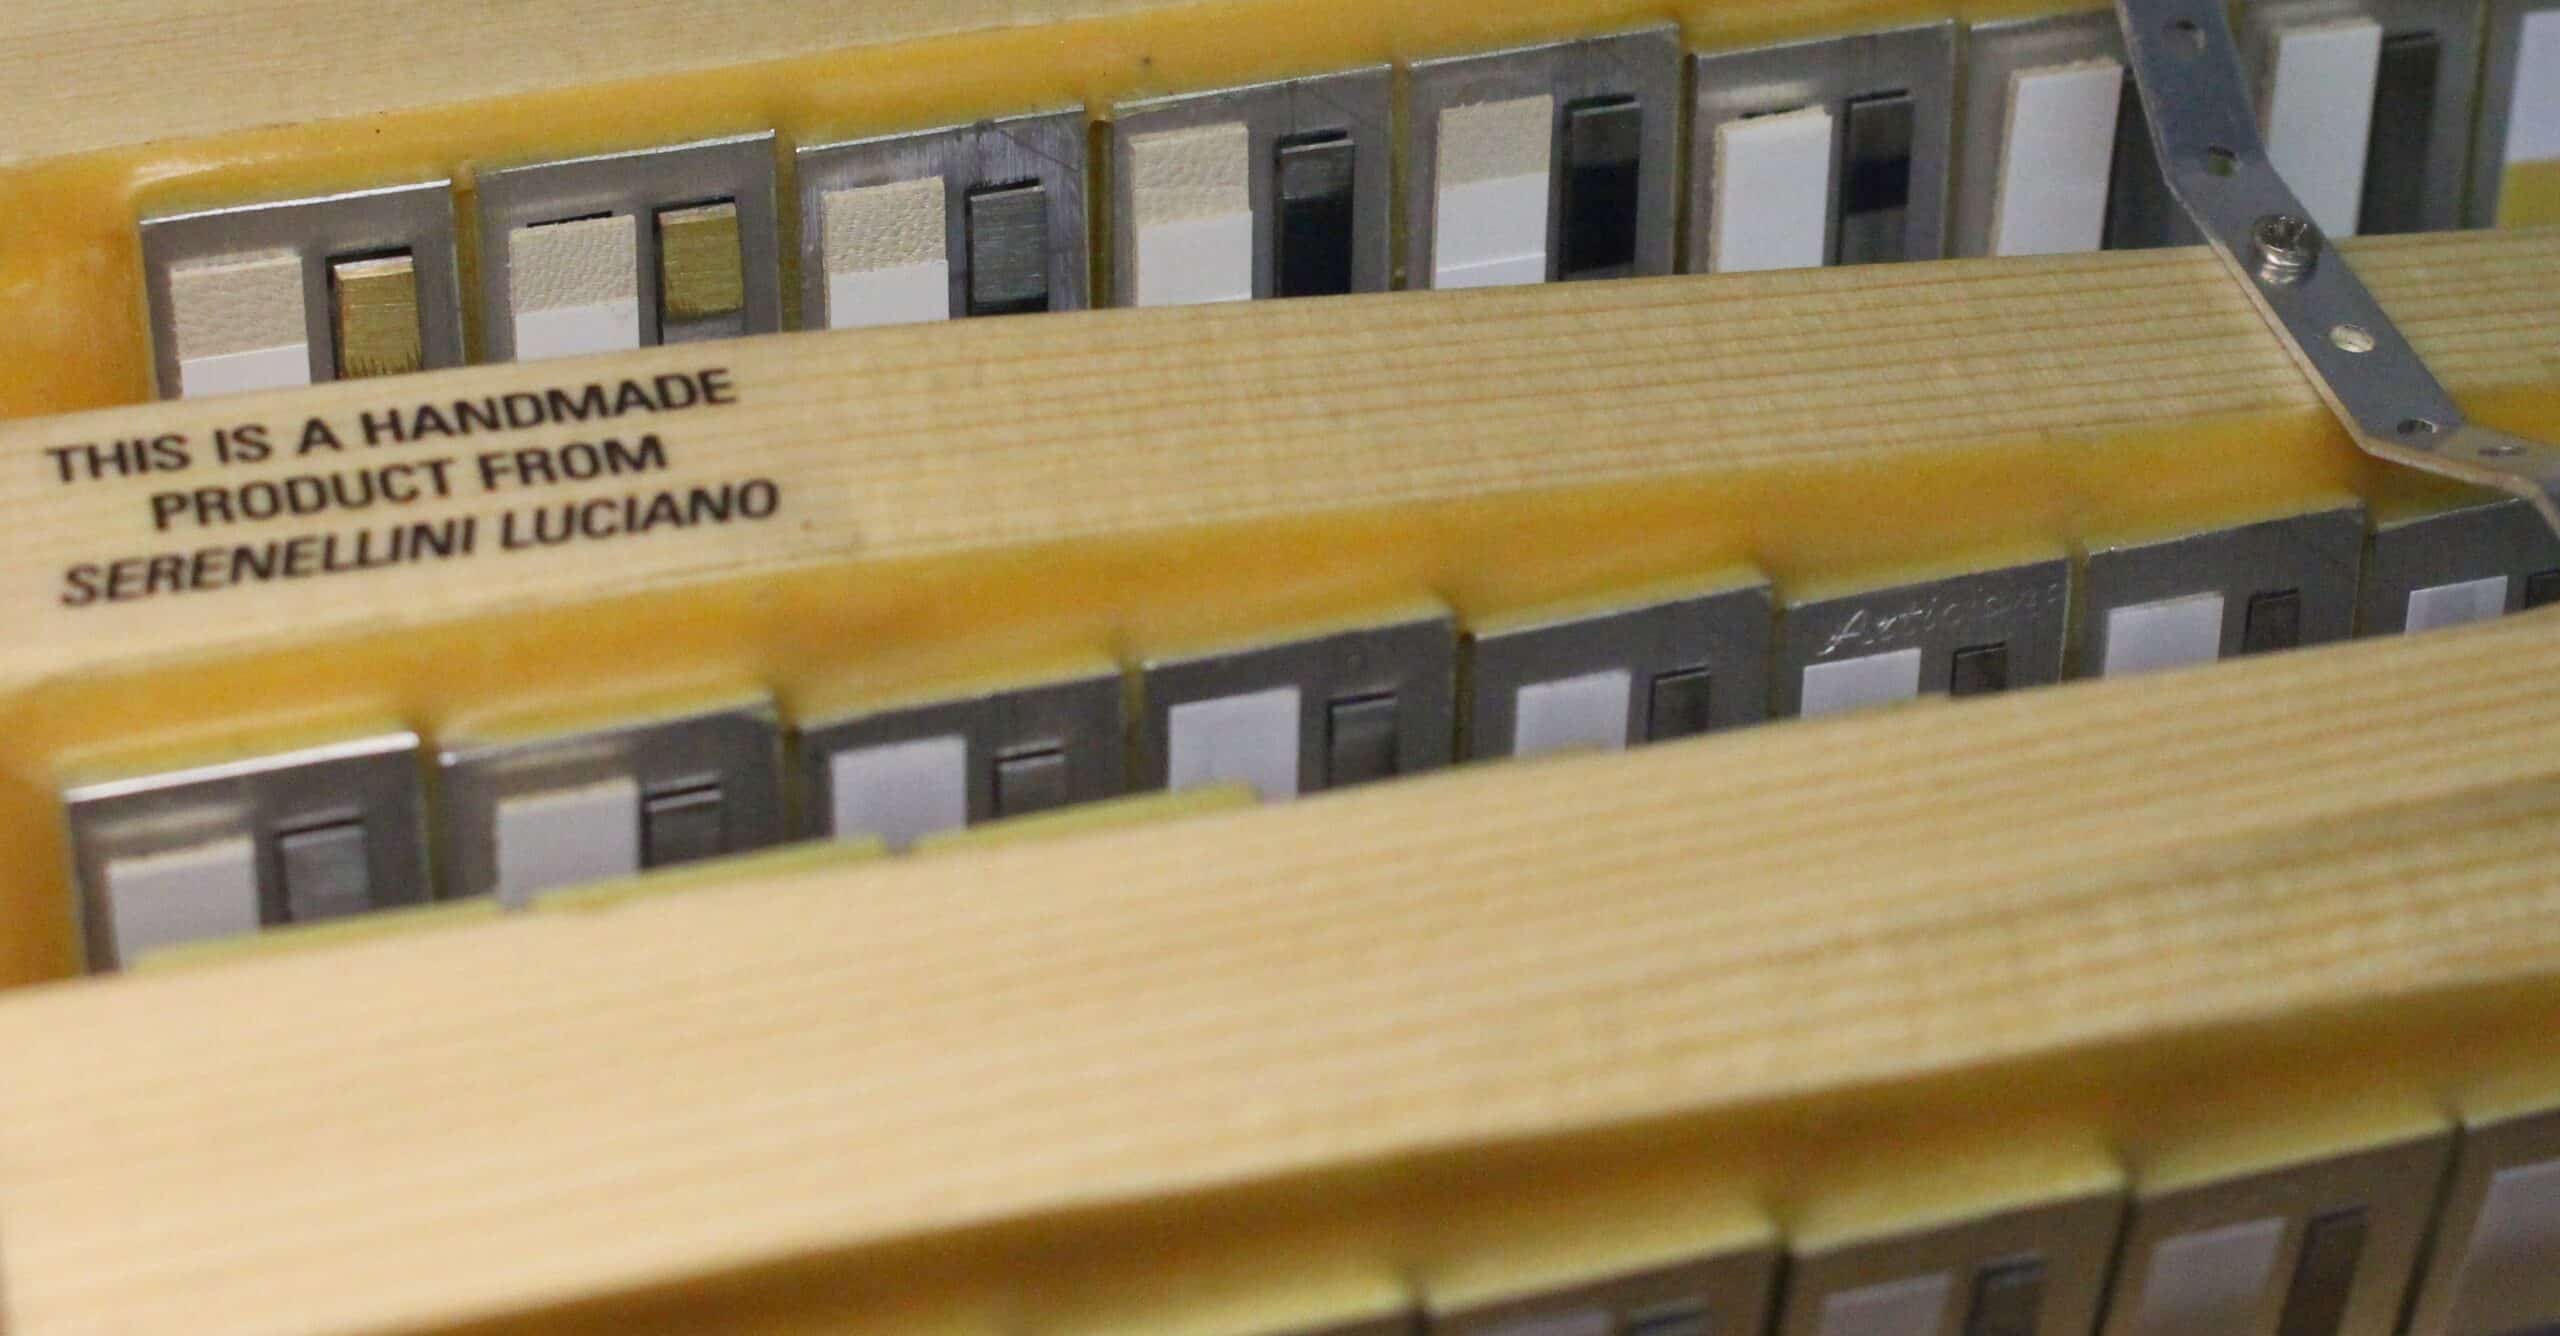 THIS IS A HANDMADE
PRODUCT FROM
SERENELLINI LUCIANO